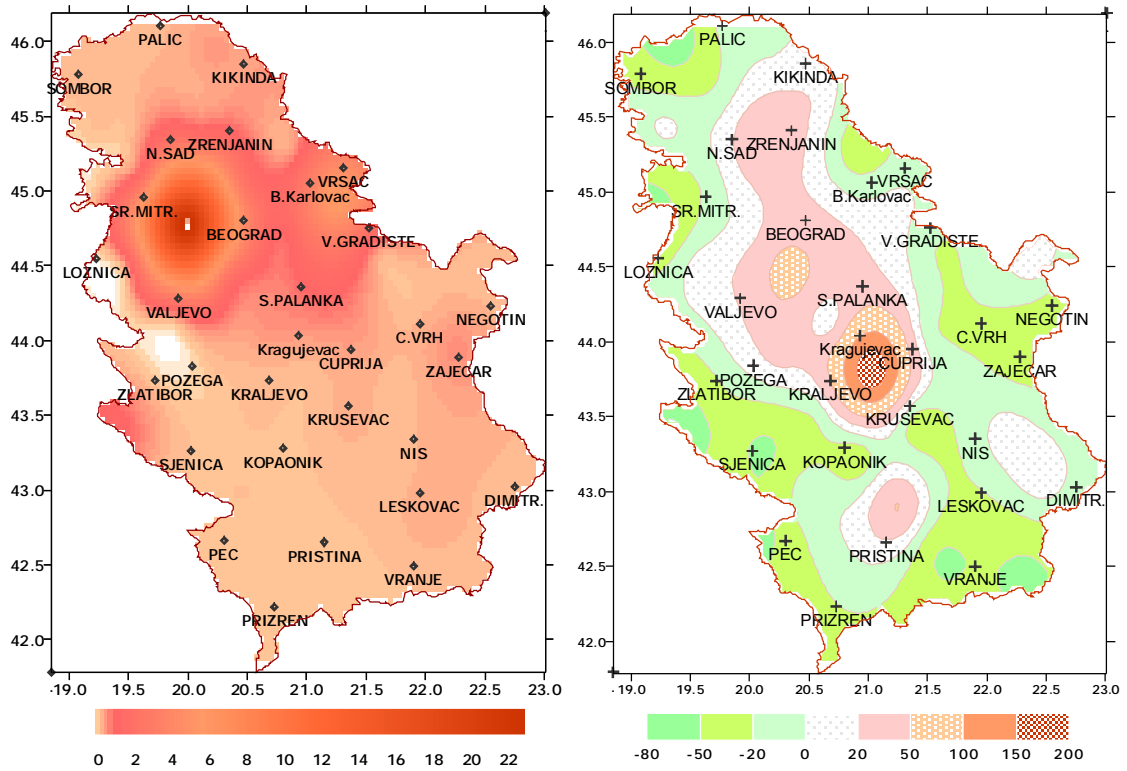 46.0
PALIC
KIKINDA
SOMBOR
45.5
N.SAD
ZRENJANIN
VRSAC
45.0
B.Karlovac
SR.MITR.
BEOGRAD
V.GRADISTE
44.5
LOZNICA
S.PALANKA
VALJEVO
NEGOTIN
C.VRH
44.0
Kragujevac
CUPRIJA
ZAJECAR
POZEGA
ZLATIBOR
KRALJEVO
43.5
KRUSEVAC
NIS
SJENICA
KOPAONIK
43.0
LESKOVAC
DIMITR.
PEC
PRISTINA
42.5
VRANJE
PRIZREN
42.0
19.0 19.5 20.0 20.5 21.0 21.5 22.0 22.5 23.0
0 2 4 6 8 10 12 14 16 18 20 22
46.0
PALIC
KIKINDA
SOMBOR
45.5
N.SAD
ZRENJANIN
VRSAC
45.0
B.Karlovac
SR.MITR.
BEOGRAD
V.GRADISTE
44.5
LOZNICA
S.PALANKA
VALJEVO
NEGOTIN
C.VRH
44.0
Kragujevac
CUPRIJA
ZAJECAR
POZEGA
ZLATIBOR
KRALJEVO
43.5
KRUSEVAC
NIS
SJENICA
KOPAONIK
43.0
LESKOVAC
DIMITR.
PEC
PRISTINA
42.5
VRANJE
PRIZREN
42.0
19.0 19.5 20.0 20.5 21.0 21.5 22.0 22.5 23.0
-80 -50 -20 0 20 50 100 150 200